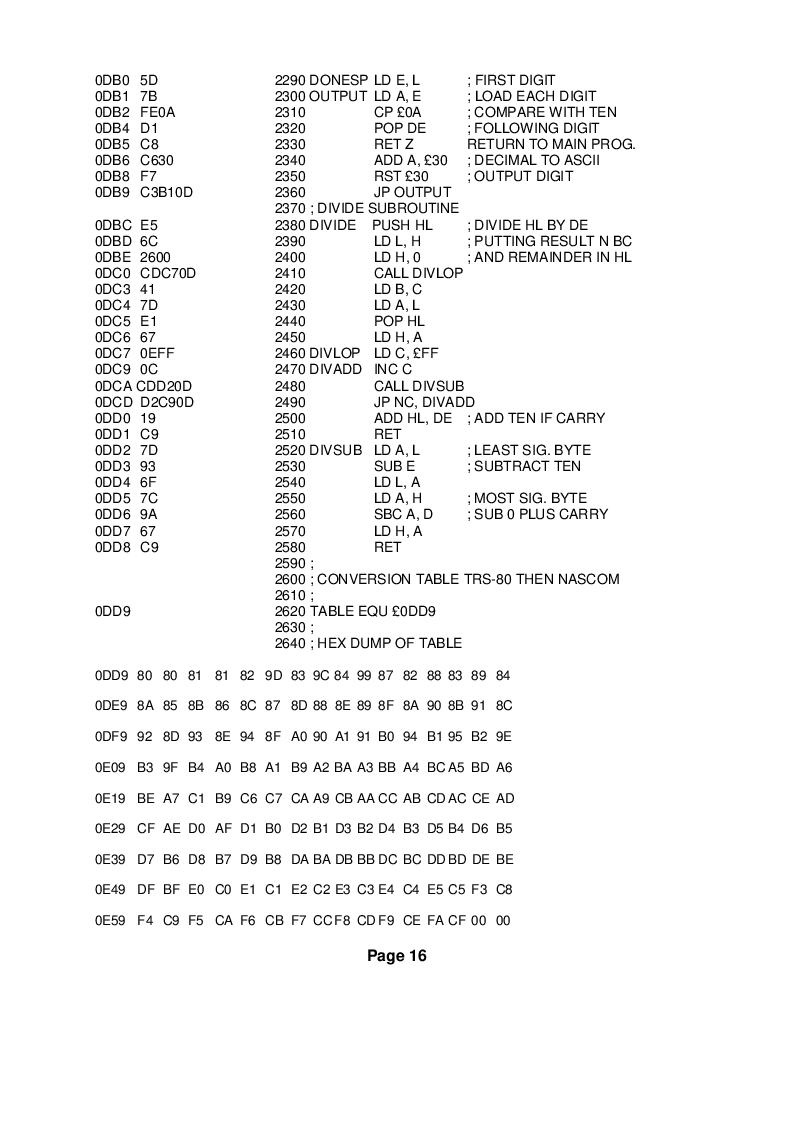 0DB0 5D 2290 DONESP LD E, L ; FIRST DIGIT
0DB1 7B 2300 OUTPUT LD A, E ; LOAD EACH DIGIT
0DB2 FE0A 2310 CP £0A ; COMPARE WITH TEN
0DB4 D1 2320 POP DE ; FOLLOWING DIGIT
0DB5 C8 2330 RET Z RETURN TO MAIN PROG.
0DB6 C630 2340 ADD A, £30 ; DECIMAL TO ASCII
0DB8 F7 2350 RST £30 ; OUTPUT DIGIT
0DB9 C3B10D 2360 JP OUTPUT
2370 ; DIVIDE SUBROUTINE
0DBC E5 2380 DIVIDE PUSH HL ; DIVIDE HL BY DE
0DBD 6C 2390 LD L, H ; PUTTING RESULT N BC
0DBE 2600 2400 LD H, 0 ; AND REMAINDER IN HL
0DC0 CDC70D 2410 CALL DIVLOP
0DC3 41 2420 LD B, C
0DC4 7D 2430 LD A, L
0DC5 E1 2440 POP HL
0DC6 67 2450 LD H, A
0DC7 0EFF 2460 DIVLOP LD C, £FF
0DC9 0C 2470 DIVADD INC C
0DCA CDD20D 2480 CALL DIVSUB
0DCD D2C90D 2490 JP NC, DIVADD
0DD0 19 2500 ADD HL, DE ; ADD TEN IF CARRY
0DD1 C9 2510 RET
0DD2 7D 2520 DIVSUB LD A, L ; LEAST SIG. BYTE
0DD3 93 2530 SUB E ; SUBTRACT TEN
0DD4 6F 2540 LD L, A
0DD5 7C 2550 LD A, H ; MOST SIG. BYTE
0DD6 9A 2560 SBC A, D ; SUB 0 PLUS CARRY
0DD7 67 2570 LD H, A
0DD8 C9 2580 RET
2590 ;
2600 ; CONVERSION TABLE TRS-80 THEN NASCOM
2610 ;
0DD9 2620 TABLE EQU £0DD9
2630 ;
2640 ; HEX DUMP OF TABLE
0DD9 80 80 81 81 82 9D 83 9C 84 99 87 82 88 83 89 84
0DE9 8A 85 8B 86 8C 87 8D 88 8E 89 8F 8A 90 8B 91 8C
0DF9 92 8D 93 8E 94 8F A0 90 A1 91 B0 94 B1 95 B2 9E
0E09 B3 9F B4 A0 B8 A1 B9 A2 BA A3 BB A4 BC A5 BD A6
0E19 BE A7 C1 B9 C6 C7 CA A9 CB AA CC AB CD AC CE AD
0E29 CF AE D0 AF D1 B0 D2 B1 D3 B2 D4 B3 D5 B4 D6 B5
0E39 D7 B6 D8 B7 D9 B8 DA BA DB BB DC BC DD BD DE BE
0E49 DF BF E0 C0 E1 C1 E2 C2 E3 C3 E4 C4 E5 C5 F3 C8
0E59 F4 C9 F5 CA F6 CB F7 CC F8 CD F9 CE FA CF 00 00
Page 16